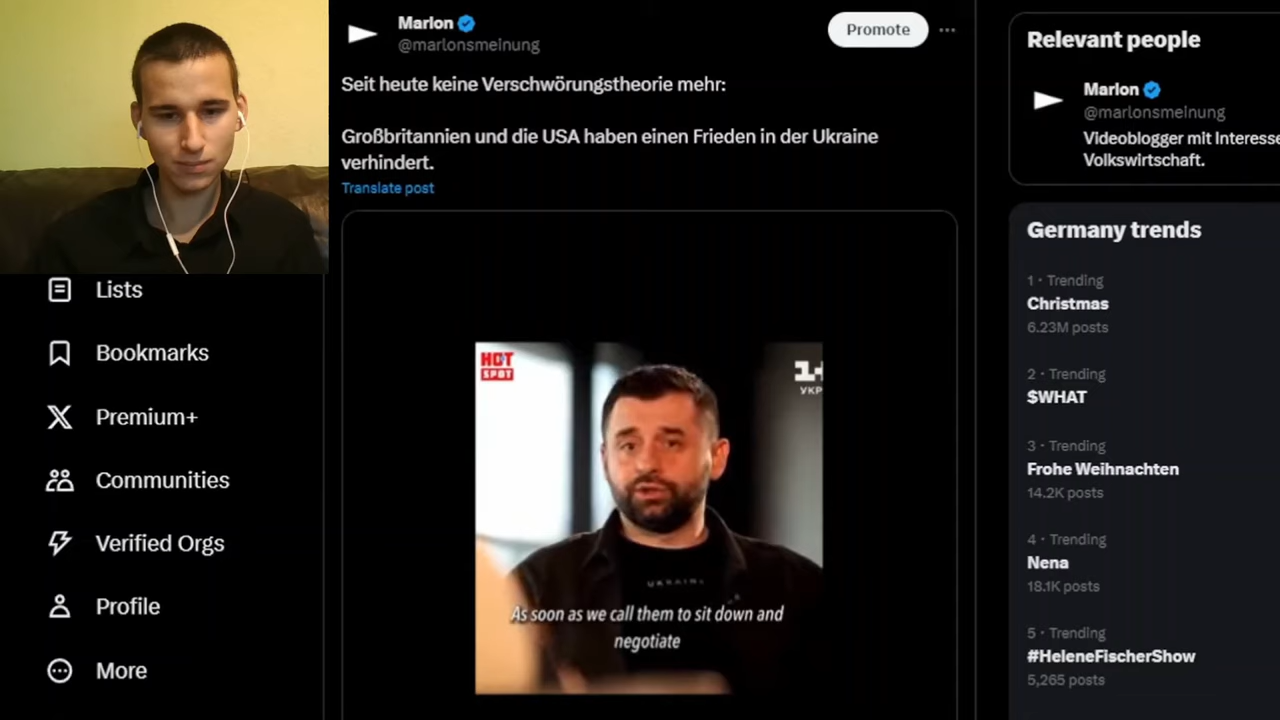 Marlon
@marlonsmeinung
Promote
Seit heute keine Verschwörungstheorie mehr:
Großbritannien und die USA haben einen Frieden in der Ukraine
verhindert.
Translate post
HOT
SPOT
1+
УКР
UKRAINE
As soon as we call them to sit down and
negotiate
Lists
Bookmarks
Premium+
Communities
Verified Orgs
Profile
More
Relevant people
Marlon
@marlonsmeinung
Videoblogger mit Interesse
Volkswirtschaft.
Germany trends
1 · Trending
Christmas
6.23M posts
2 · Trending
$WHAT
3 · Trending
Frohe Weihnachten
14.2K posts
4 · Trending
Nena
18.1K posts
5 · Trending
#HeleneFischerShow
5,265 posts